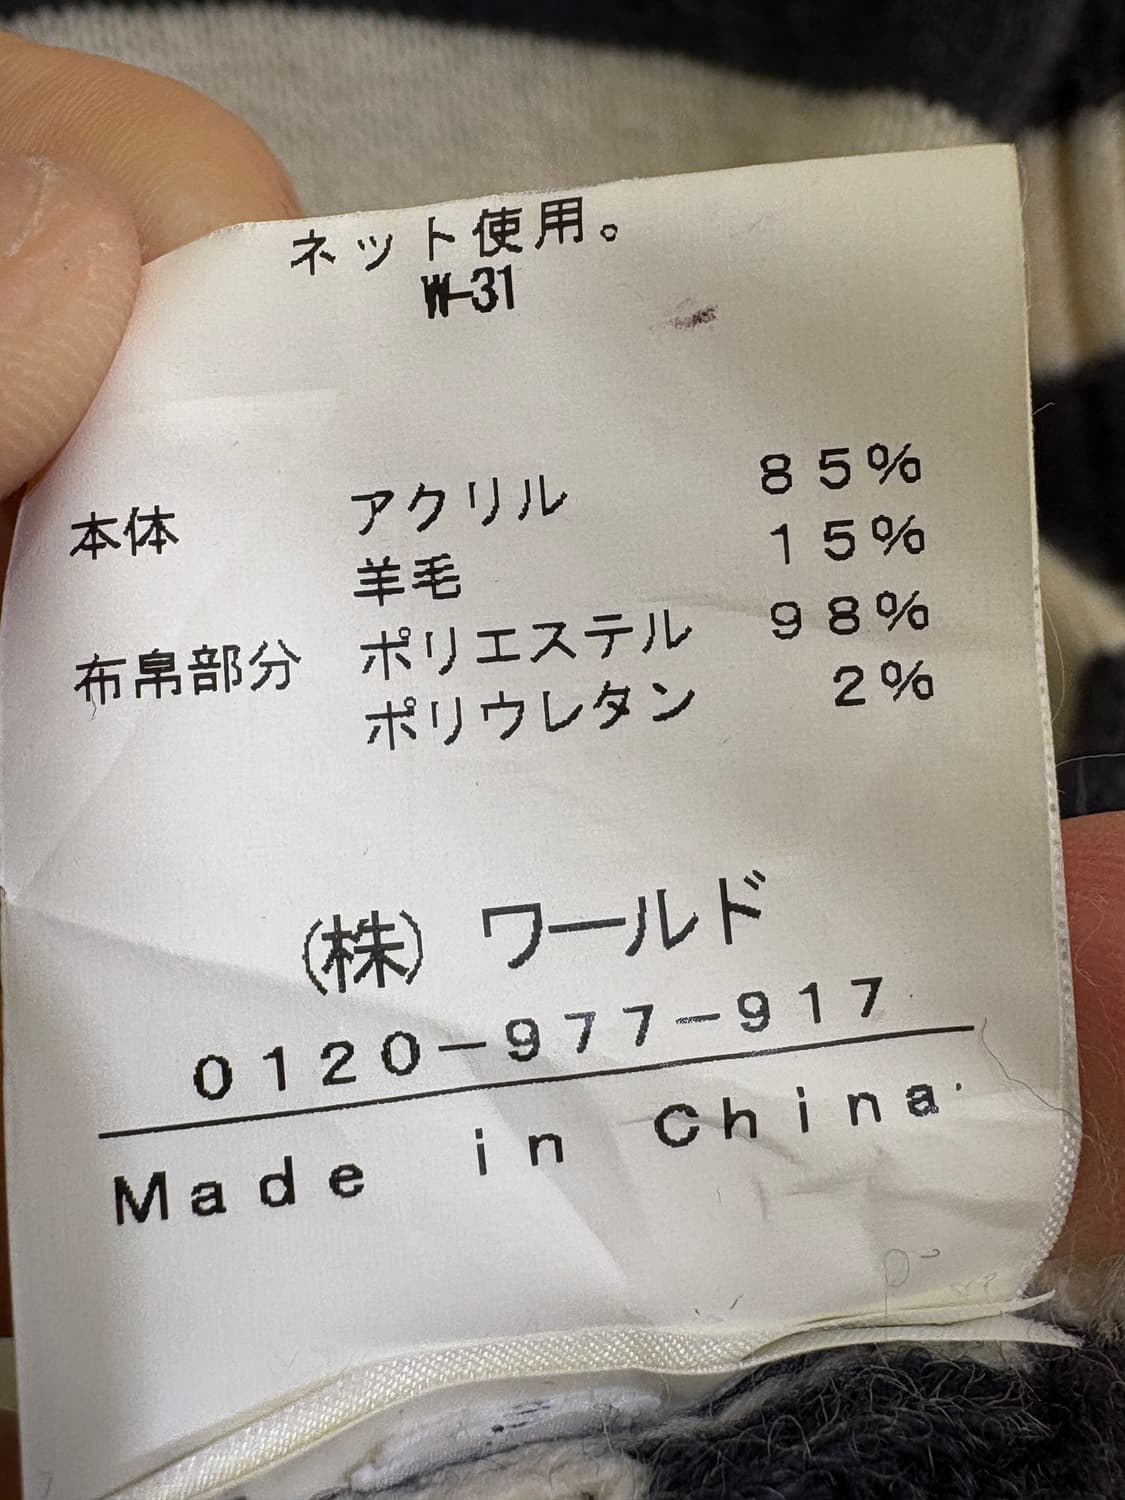 ネット使用。
W-31
本体 アクリル 85%
羊毛 15%
布帛部分 ポリエステル 98%
ポリウレタン 2%
(株) ワールド
0120-977-917
Made in China